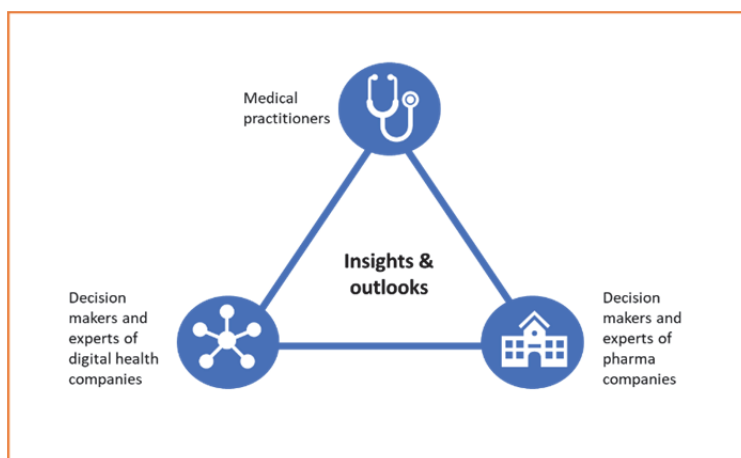 Medical
practitioners
Insights &
outlooks
Decision
makers and
experts of
digital health
companies
Decision
makers and
experts of
pharma
companies